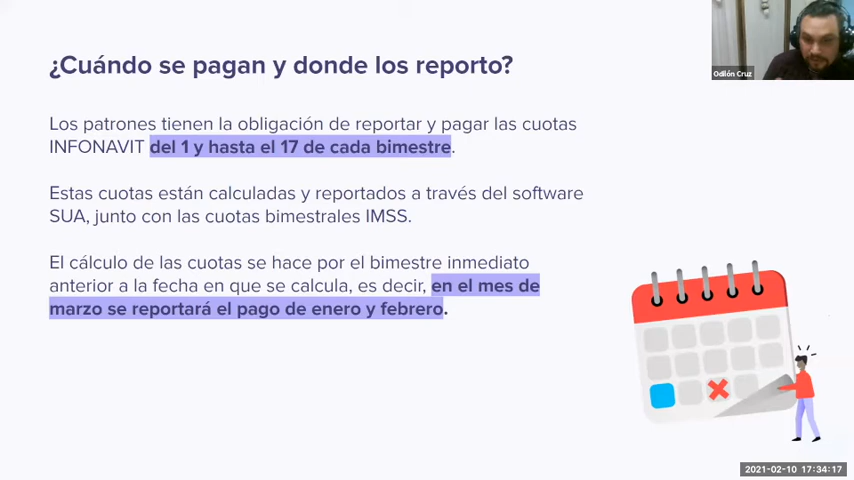 ¿Cuándo se pagan y donde los reporto?
Odilón Cruz
Los patrones tienen la obligación de reportar y pagar las cuotas
INFONAVIT del 1 y hasta el 17 de cada bimestre.
Estas cuotas están calculadas y reportados a través del software
SUA, junto con las cuotas bimestrales IMSS.
El cálculo de las cuotas se hace por el bimestre inmediato
anterior a la fecha en que se calcula, es decir, en el mes de
marzo se reportará el pago de enero y febrero.
2021-02-10 17:34:17